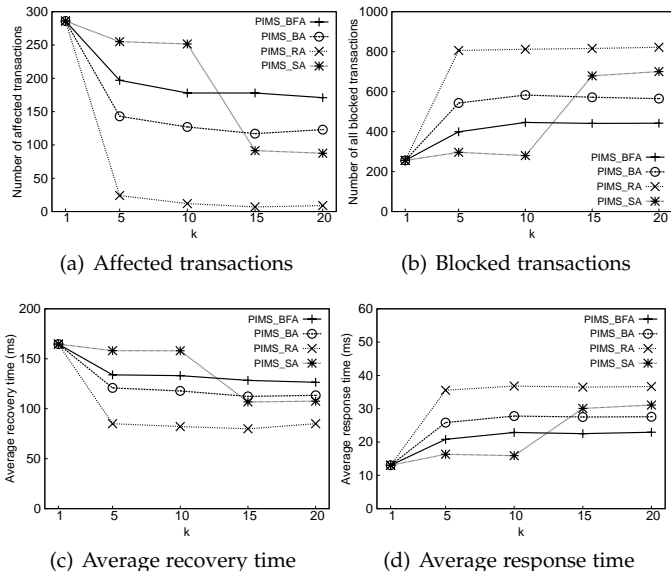 300
250
200
150
100
50
0
1 5 10 15 20
Number of affected transactions
k
PIMS_BFA
PIMS_BA
PIMS_RA
PIMS_SA
(a) Affected transactions
1000
800
600
400
200
0
1 5 10 15 20
Number of all blocked transactions
k
PIMS_BFA
PIMS_BA
PIMS_RA
PIMS_SA
(b) Blocked transactions
200
150
100
50
0
1 5 10 15 20
Average recovery time (ms)
k
PIMS_BFA
PIMS_BA
PIMS_RA
PIMS_SA
(c) Average recovery time
60
50
40
30
20
10
0
1 5 10 15 20
Average response time (ms)
k
PIMS_BFA
PIMS_BA
PIMS_RA
PIMS_SA
(d) Average response time